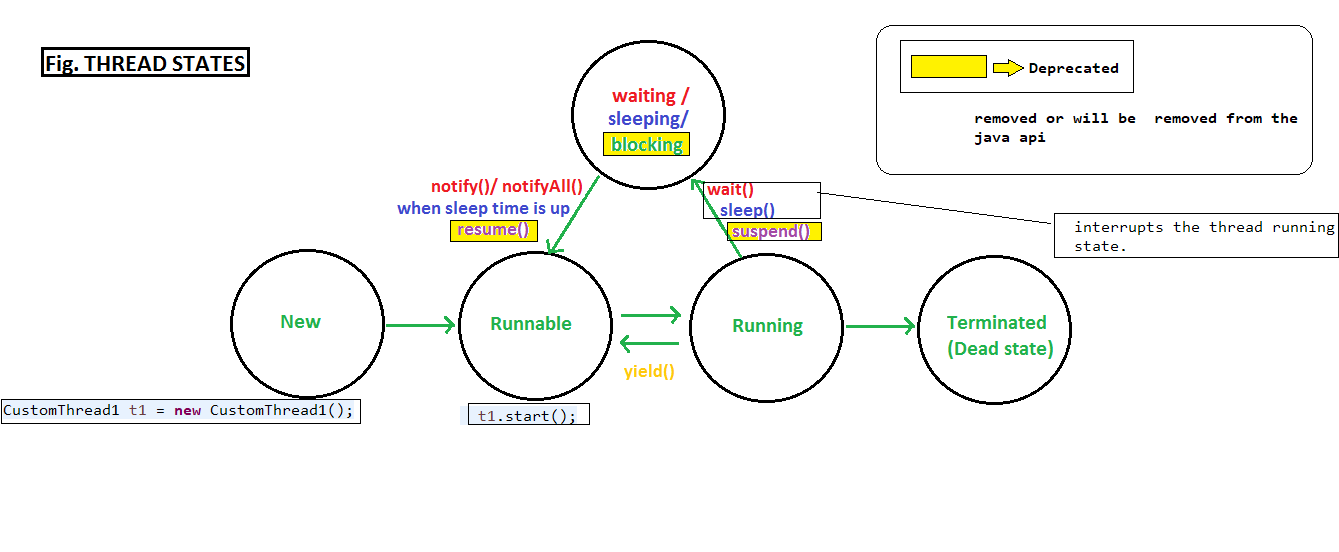 Fig. THREAD STATES
Deprecated
removed or will be  removed from the
java api
waiting /
sleeping/
blocking
notify()/ notifyAll()
when sleep time is up
resume()
wait()
sleep()
suspend()
interrupts the thread running
state.
New
Runnable
Running
Terminated
(Dead state)
yield()
CustomThread1 t1 = new CustomThread1();
t1.start();